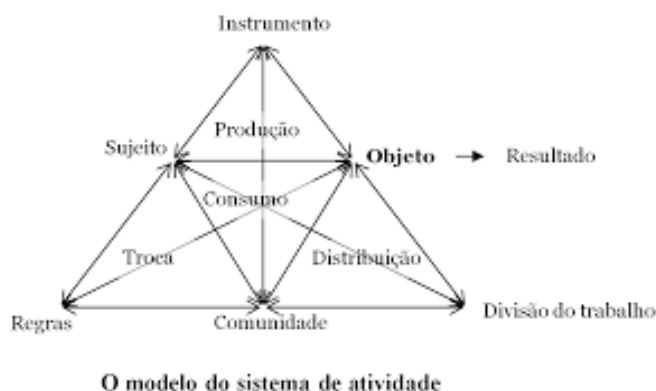 Instrumento
Produção
Sujeito
Objeto
Resultado
Consumo
Troca
Distribuição
Regras
Comunidade
Divisão do trabalho
O modelo do sistema de atividade